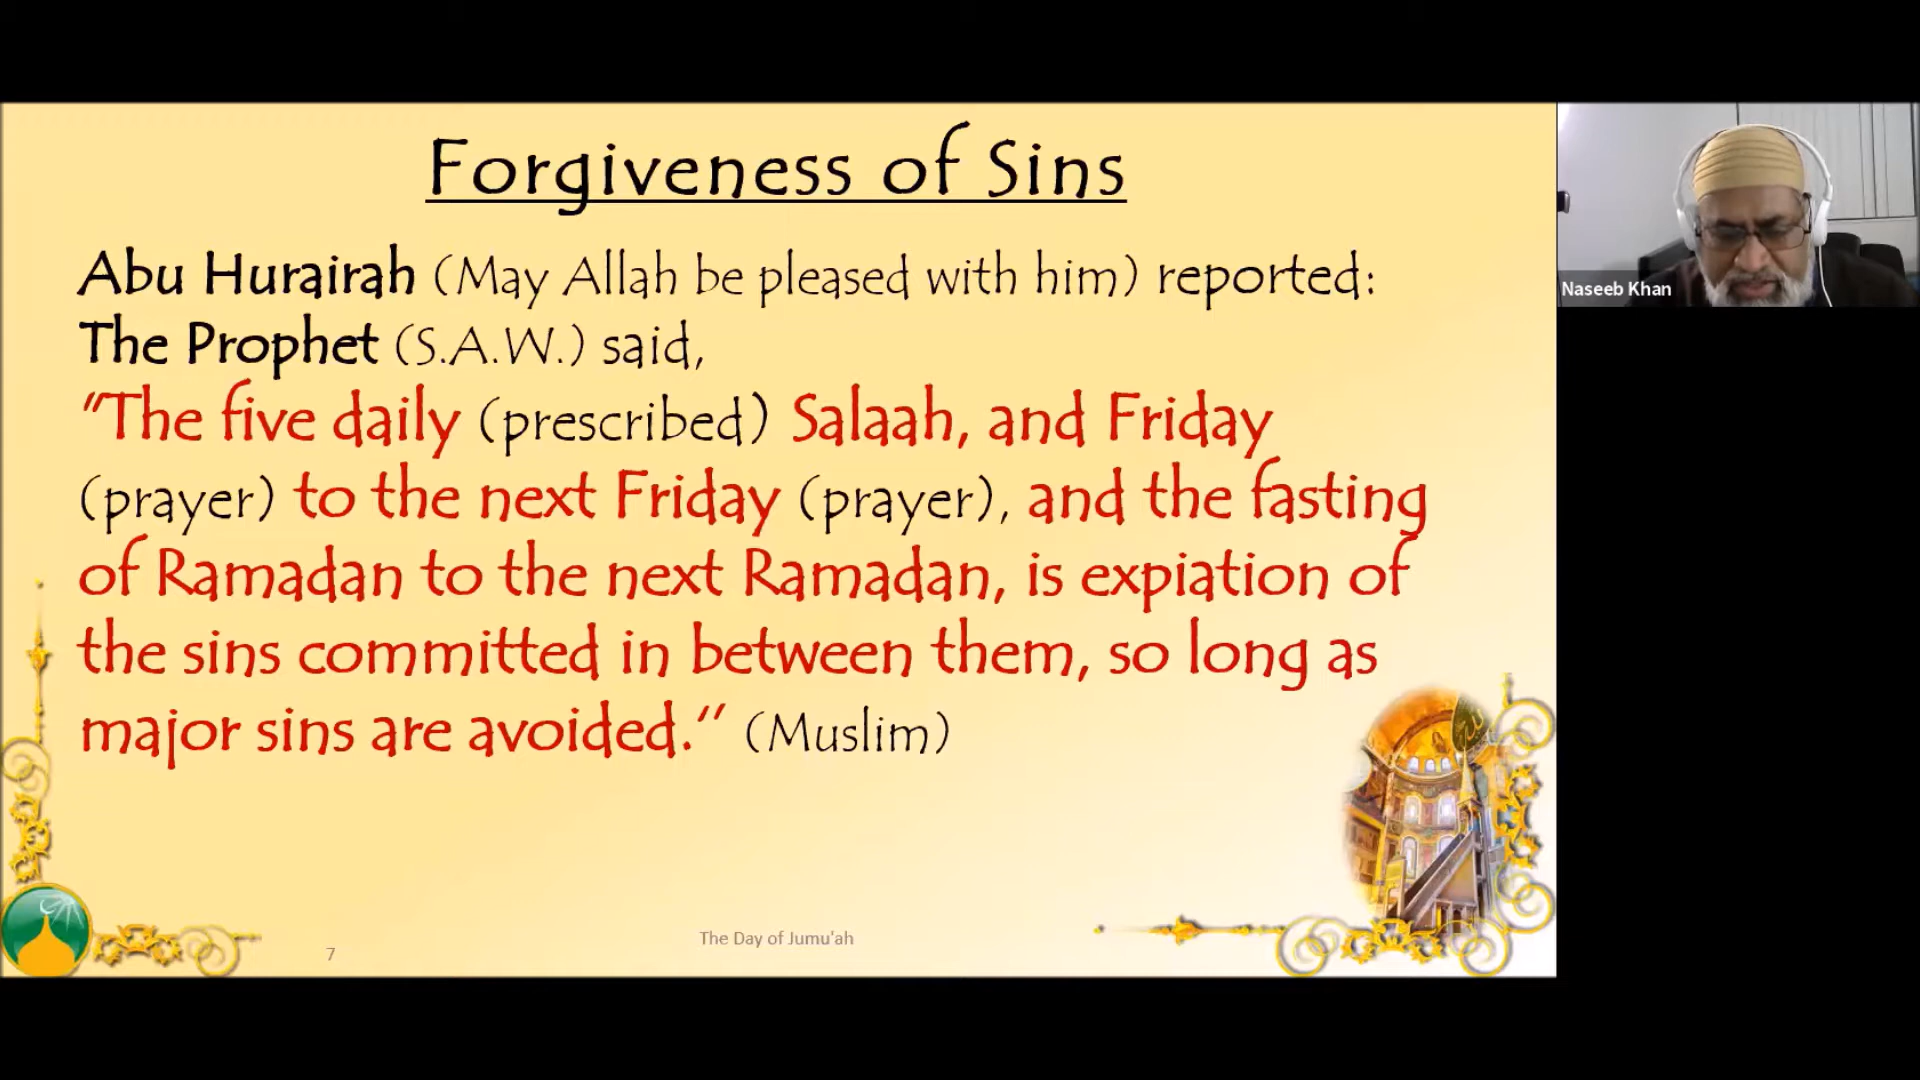 Forgiveness of Sins
Abu Hurairah (May Allah be pleased with him) reported:
The Prophet (S.A.W.) said,
"The five daily (prescribed) Salaah, and Friday
(prayer) to the next Friday (prayer), and the fasting
of Ramadan to the next Ramadan, is expiation of
the sins committed in between them, so long as
major sins are avoided.‘’ (Muslim)
The Day of Jumu'ah
7
Naseeb Khan